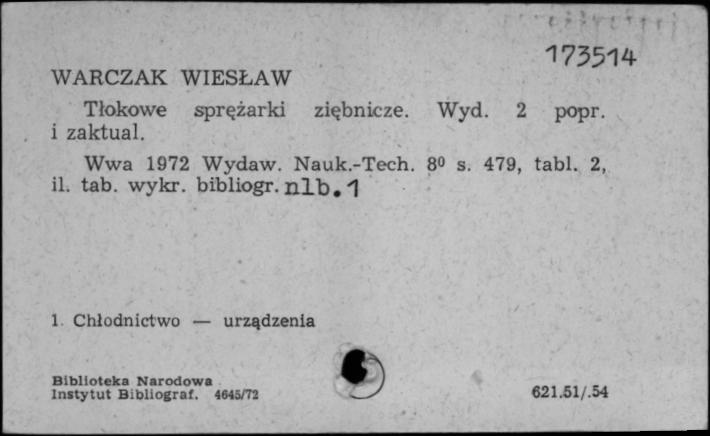 173514
WARCZAK WIESŁAW
Tłokowe sprężarki ziębnicze. Wyd. 2 popr.
i zaktual.
Wwa 1972 Wydaw. Nauk.-Tech. 8⁰ s. 479, tabl. 2,
il. tab. wykr. bibliogr. nlb.1
1. Chłodnictwo — urządzenia
Biblioteka Narodowa
Instytut Bibliograf. 4645/72
621.51/.54